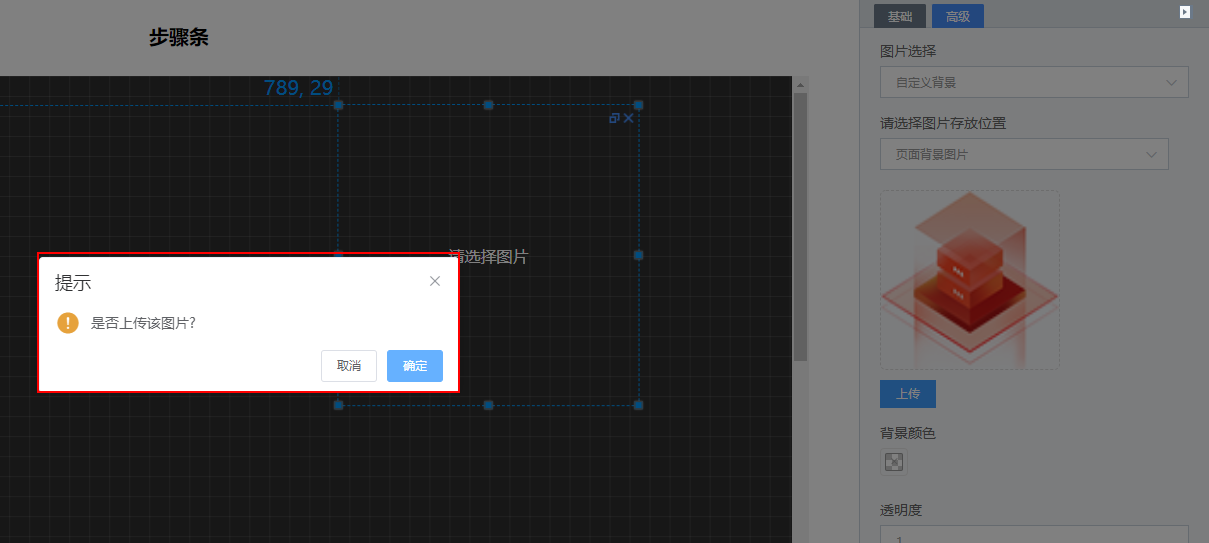 步骤条
789, 29
请选择图片
提示
是否上传该图片?
取消
确定
基础
高级
图片选择
自定义背景
请选择图片存放位置
页面背景图片
上传
背景颜色
透明度
1